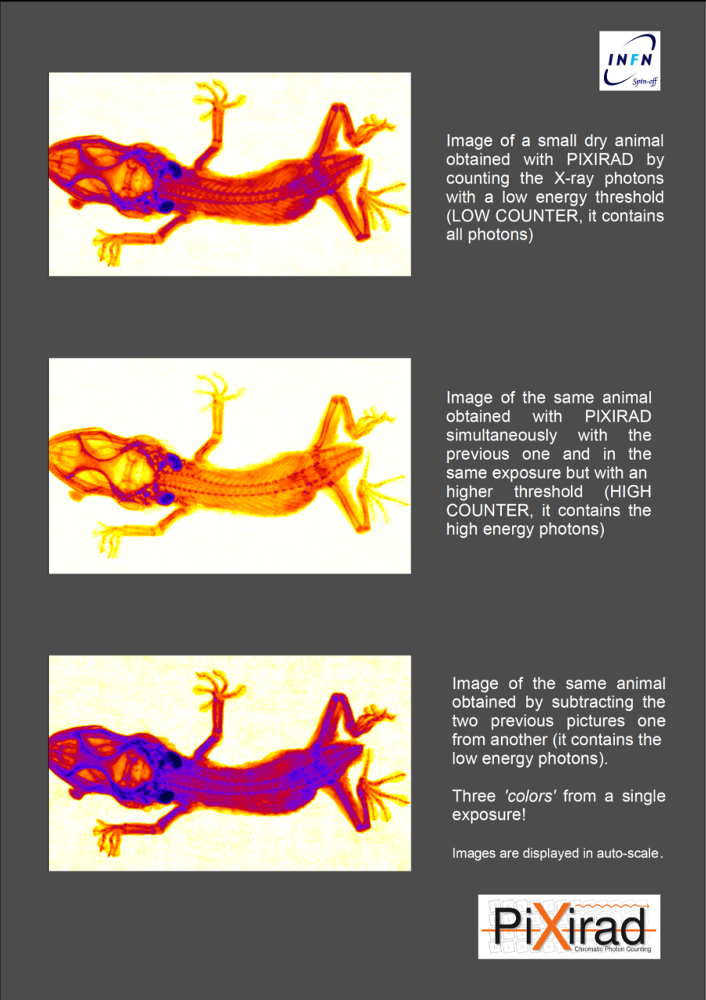 INFN
Spin-off
Image of a small dry animal
obtained with PIXIRAD by
counting the X-ray photons
with a low energy threshold
(LOW COUNTER, it contains
all photons)
Image of the same animal
obtained with PIXIRAD
simultaneously with the
previous one and in the
same exposure but with an
higher threshold (HIGH
COUNTER, it contains the
high energy photons)
Image of the same animal
obtained by subtracting the
two previous pictures one
from another (it contains the
low energy photons).
Three 'colors' from a single
exposure!
Images are displayed in auto-scale.
PiXirad
Chromatic Photon Counting